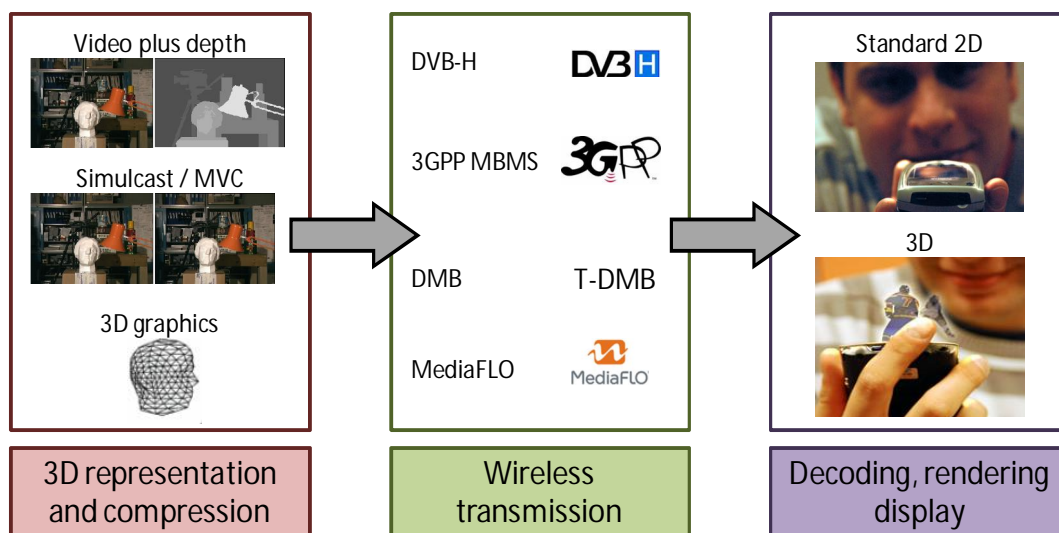 Video plus depth
Simulcast / MVC
3D graphics
3D representation
and compression
DVB-H
DVB H
3GPP MBMS
3GPP
™
DMB
T-DMB
MediaFLO
MediaFLO
Wireless
transmission
Standard 2D
3D
Decoding, rendering
display